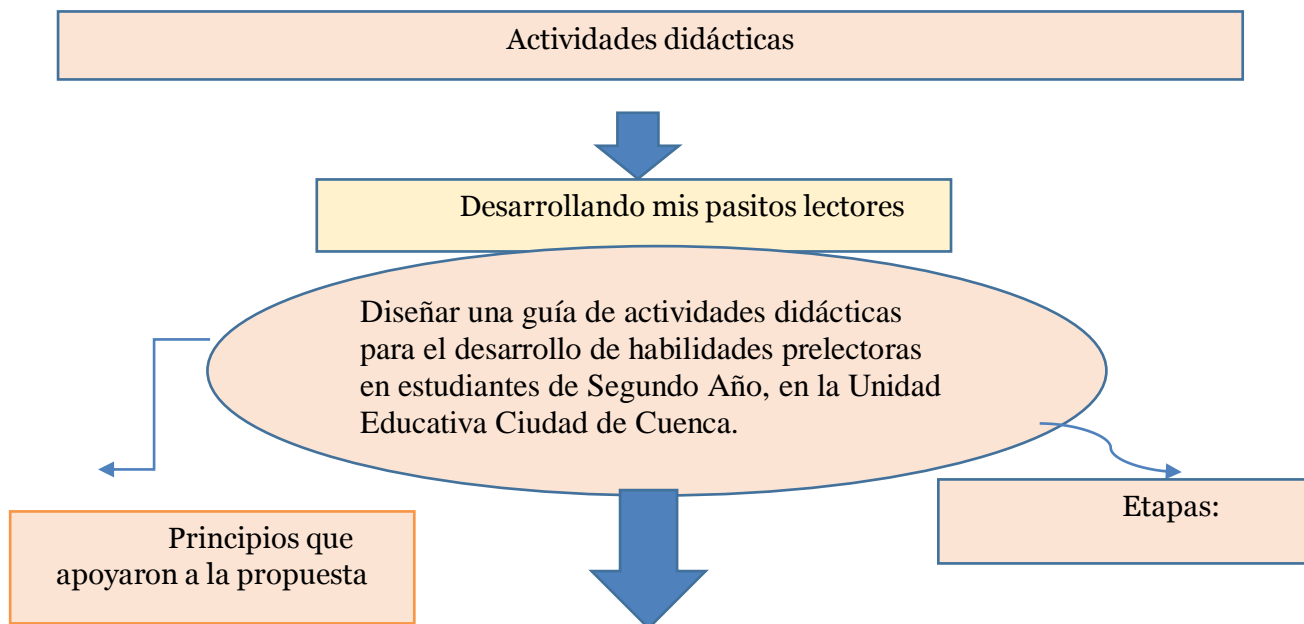 Actividades didácticas
Desarrollando mis pasitos lectores
Diseñar una guía de actividades didácticas
para el desarrollo de habilidades prelectoras
en estudiantes de Segundo Año, en la Unidad
Educativa Ciudad de Cuenca.
Etapas:
Principios que
apoyaron a la propuesta